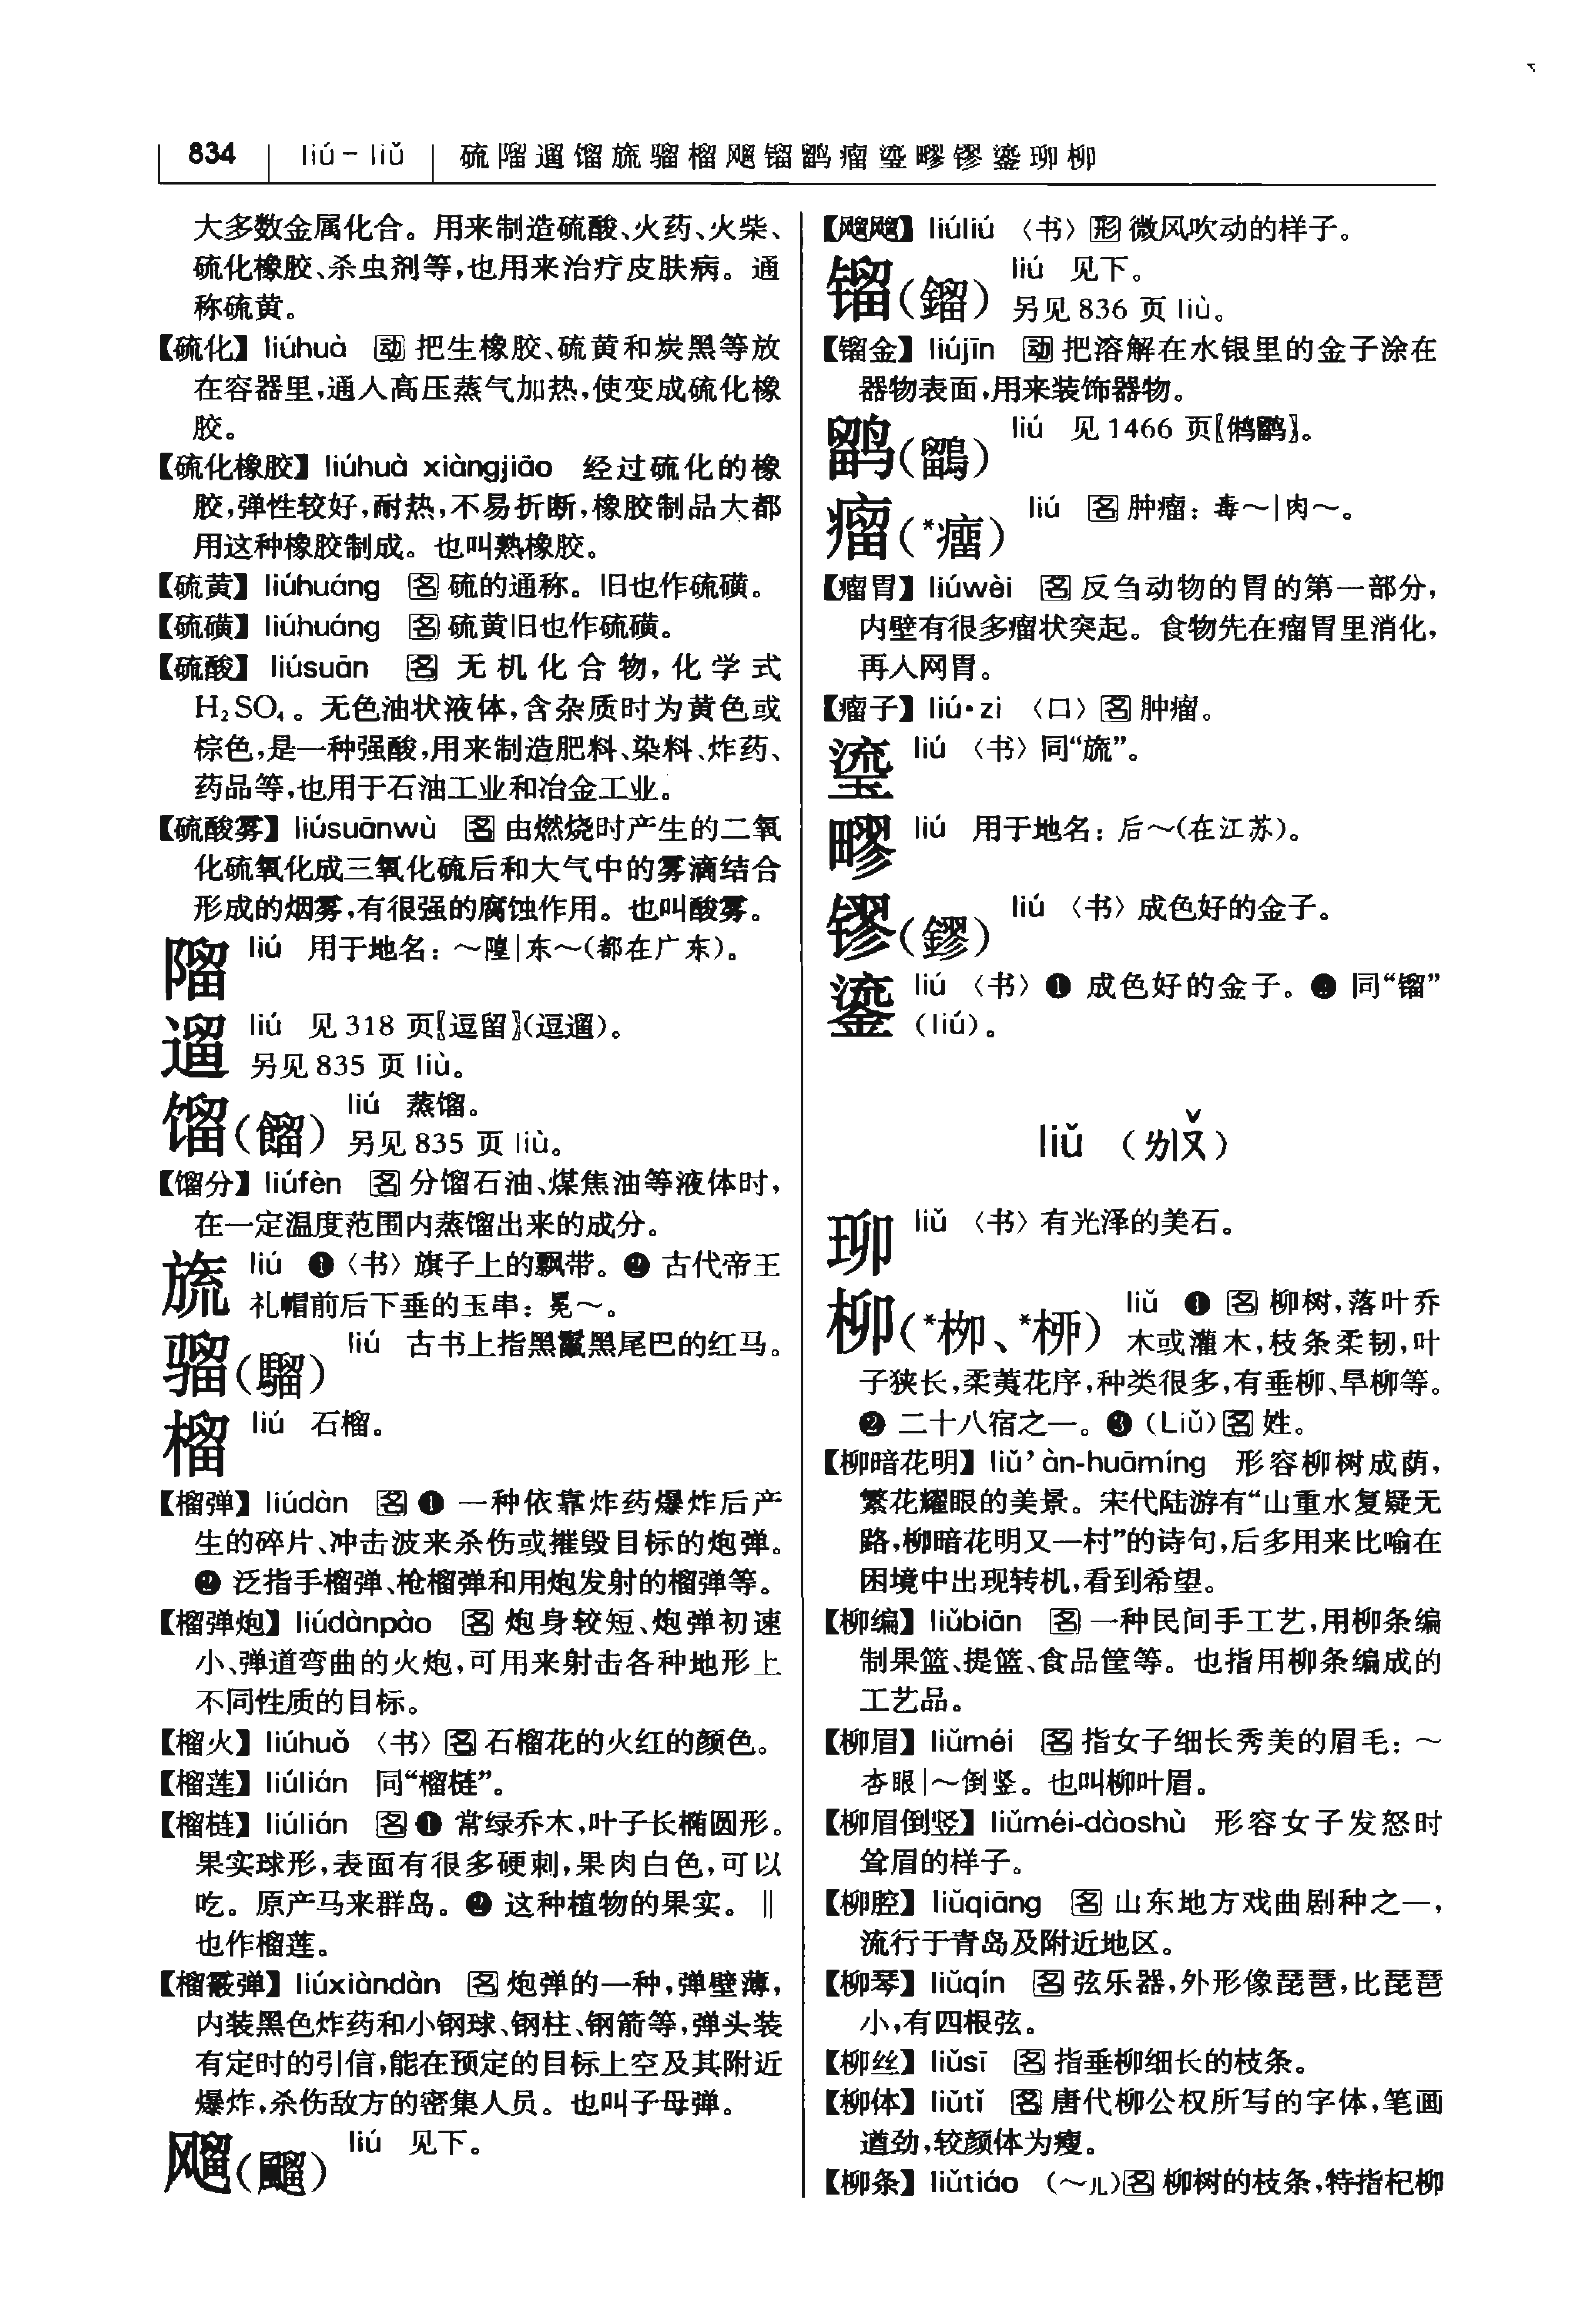 834 liú－liǔ 硫𨻧遛馏旒骝榴飗镏鹠瘤瑬疁镠鎏珋柳
大多数金属化合。用来制造硫酸、火药、火柴、
硫化橡胶、杀虫剂等,也用来治疗皮肤病。通
称硫黄。
【硫化】 liúhuà 动 把生橡胶、硫黄和炭黑等放
在容器里,通人高压蒸气加热,使变成硫化橡
胶。
【硫化橡胶】 liúhuà xiàngjiāo 经过硫化的橡
胶,弹性较好,耐热,不易折断,橡胶制品大都
用这种橡胶制成。也叫熟橡胶。
【硫黄】 liúhuáng 名 硫的通称。旧也作硫磺。
【硫磺】 liúhuáng 名 硫黄旧也作硫磺。
【硫酸】 liúsuān 名 无机化合物,化学式
H₂SO₄。无色油状液体,含杂质时为黄色或
棕色,是一种强酸,用来制造肥料、染料、炸药、
药品等,也用于石油工业和冶金工业。
【硫酸雾】 liúsuānwù 名 由燃烧时产生的二氧
化硫氧化成三氧化硫后和大气中的雾滴结合
形成的烟雾,有很强的腐蚀作用。也叫酸雾。
𨻧 liú 用于地名：～隍|东～(都在广东)。
遛 liú 见 318 页〖逗留〗(逗遛)。
另见 835 页 liù。
馏(餾) liú 蒸馏。
另见 835 页 liù。
【馏分】 liúfèn 名 分馏石油、煤焦油等液体时,
在一定温度范围内蒸馏出来的成分。
旒 liú ❶〈书〉旗子上的飘带。❷ 古代帝王
礼帽前后下垂的玉串：冕～。
骝(騮) liú 古书上指黑鬣黑尾巴的红马。
榴 liú 石榴。
【榴弹】 liúdàn 名 ❶ 一种依靠炸药爆炸后产
生的碎片、冲击波来杀伤或摧毁目标的炮弹。
❷ 泛指手榴弹、枪榴弹和用炮发射的榴弹等。
【榴弹炮】 liúdànpào 名 炮身较短、炮弹初速
小、弹道弯曲的火炮,可用来射击各种地形上
不同性质的目标。
【榴火】 liúhuǒ 〈书〉名 石榴花的火红的颜色。
【榴莲】 liúlián 同“榴梿”。
【榴梿】 liúlián 名 ❶ 常绿乔木,叶子长椭圆形。
果实球形,表面有很多硬刺,果肉白色,可以
吃。原产马来群岛。❷ 这种植物的果实。‖
也作榴莲。
【榴霰弹】 liúxiàndàn 名 炮弹的一种,弹壁薄,
内装黑色炸药和小钢球、钢柱、钢箭等,弹头装
有定时的引信,能在预定的目标上空及其附近
爆炸,杀伤敌方的密集人员。也叫子母弹。
飗(飀) liú 见下。
【飗飗】 liúliú 〈书〉形 微风吹动的样子。
镏(鎦) liú 见下。
另见 836 页 liù。
【镏金】 liújīn 动 把溶解在水银里的金子涂在
器物表面,用来装饰器物。
鹠(鶹) liú 见 1466 页〖鸺鹠〗。
瘤(*癅) liú 名 肿瘤：毒～|肉～。
【瘤胃】 liúwèi 名 反刍动物的胃的第一部分,
内壁有很多瘤状突起。食物先在瘤胃里消化,
再人网胃。
【瘤子】 liú·zi 〈口〉名 肿瘤。
瑬 liú 〈书〉同“旒”。
疁 liú 用于地名：后～(在江苏)。
镠(鏐) liú 〈书〉成色好的金子。
鎏 liú 〈书〉❶ 成色好的金子。❷ 同“镏”
(liú)。
liǔ (ㄌㄧㄡˇ)
珋 liǔ 〈书〉有光泽的美石。
柳(*栁、*桺) liǔ ❶ 名 柳树,落叶乔
木或灌木,枝条柔韧,叶
子狭长,柔荑花序,种类很多,有垂柳、旱柳等。
❷ 二十八宿之一。❸ (Liǔ)名 姓。
【柳暗花明】 liǔ’àn-huāmíng 形容柳树成荫,
繁花耀眼的美景。宋代陆游有“山重水复疑无
路,柳暗花明又一村”的诗句,后多用来比喻在
困境中出现转机,看到希望。
【柳编】 liǔbiān 名 一种民间手工艺,用柳条编
制果篮、提篮、食品筐等。也指用柳条编成的
工艺品。
【柳眉】 liǔméi 名 指女子细长秀美的眉毛：～
杏眼|～倒竖。也叫柳叶眉。
【柳眉倒竖】 liǔméi-dàoshù 形容女子发怒时
耸眉的样子。
【柳腔】 liǔqiāng 名 山东地方戏曲剧种之一,
流行于青岛及附近地区。
【柳琴】 liǔqín 名 弦乐器,外形像琵琶,比琵琶
小,有四根弦。
【柳丝】 liǔsī 名 指垂柳细长的枝条。
【柳体】 liǔtǐ 名 唐代柳公权所写的字体,笔画
遒劲,较颜体为瘦。
【柳条】 liǔtiáo (～儿)名 柳树的枝条,特指杞柳